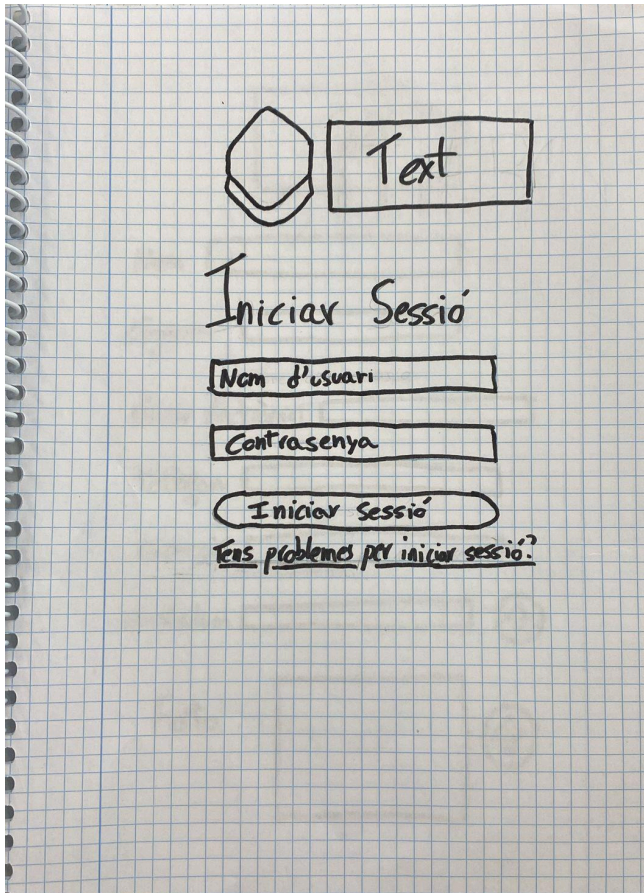 Text
Iniciar Sessió
Nom d'usuari
Contrasenya
Iniciar sessió
Tens problemes per iniciar sessió?